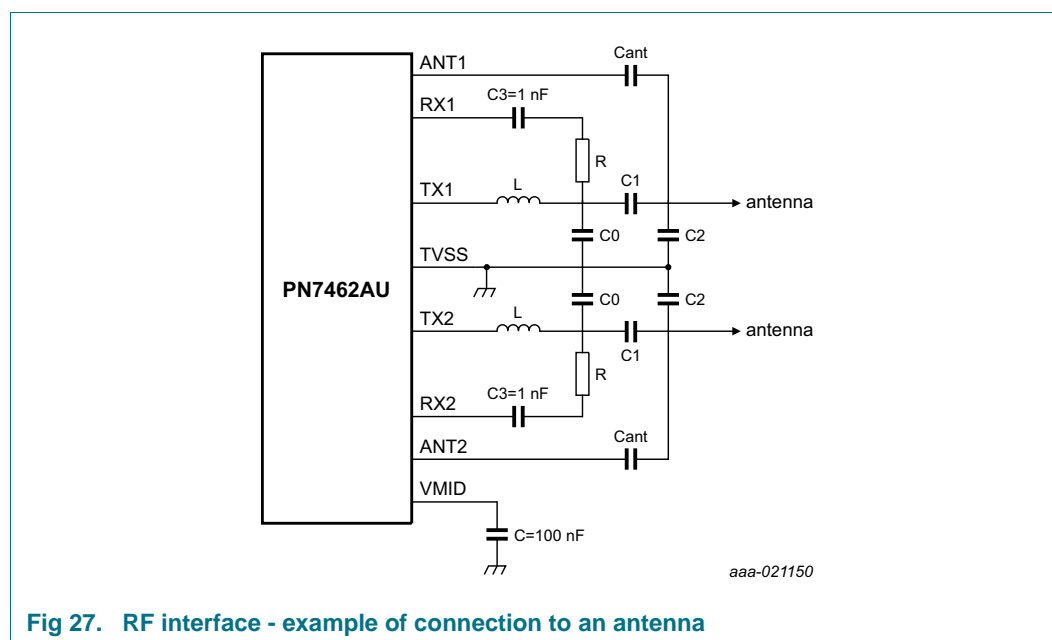 Cant
ANT1
C3=1 nF
RX1
R
C1
TX1
L
antenna
C0
C2
TVSS
PN7462AU
C0
C2
L
TX2
antenna
C1
R
C3=1 nF
RX2
Cant
ANT2
VMID
C=100 nF
aaa-021150
Fig 27. RF interface - example of connection to an antenna